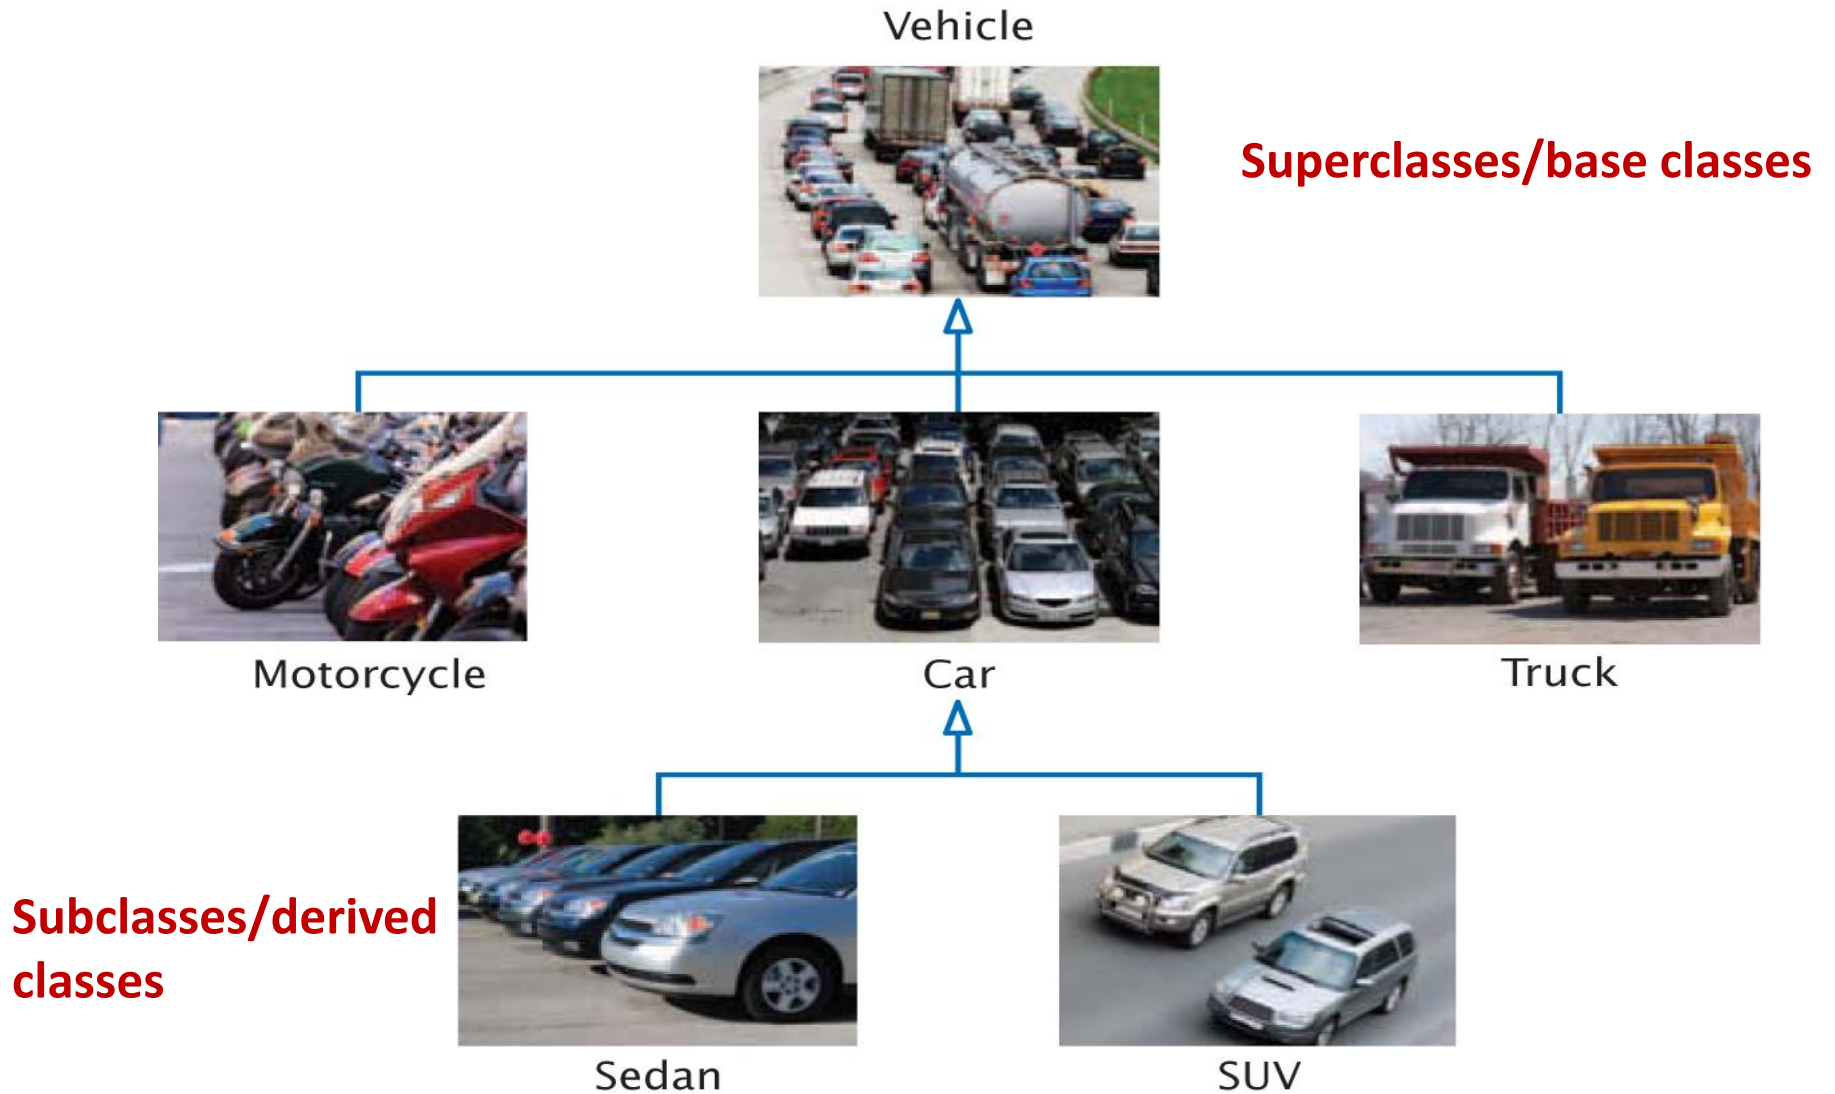 Vehicle
Superclasses/base classes
Motorcycle
Car
Truck
Subclasses/derived
classes
Sedan
SUV